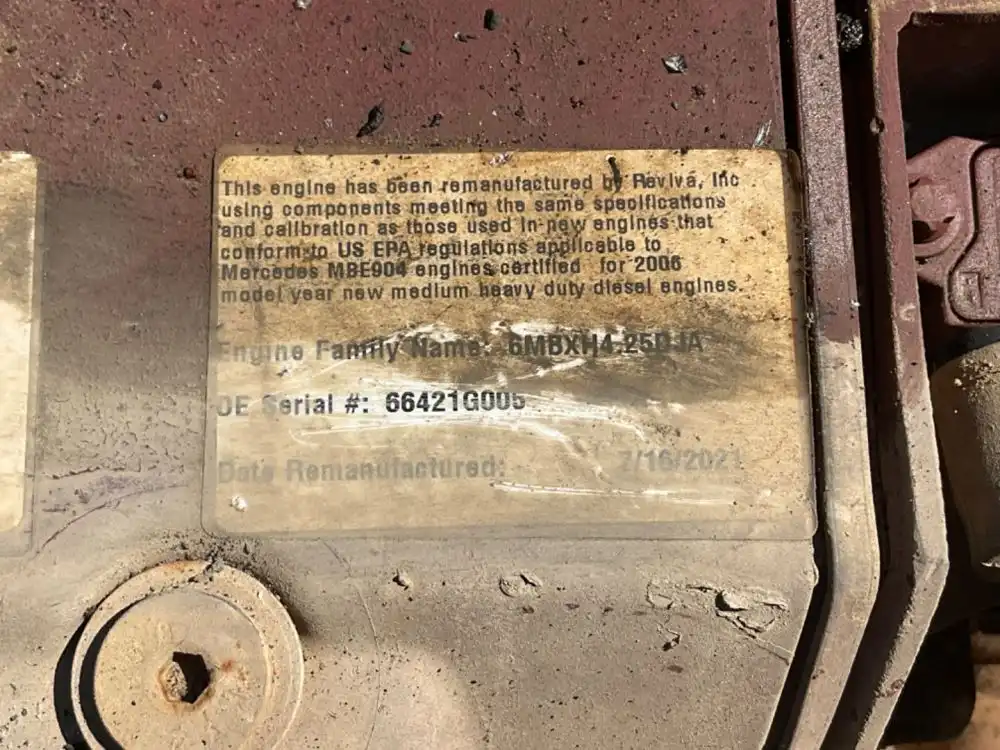 This engine has been remanufactured by Reviva, Inc
using components meeting the same specifications
and calibration as those used in new engines that
conform to US EPA regulations applicable to
Mercedes MBE904 engines certified for 2006
model year new medium heavy duty diesel engines.
Engine Family Name: 6MBXH4.25DJA
OE Serial #: 66421G005
Date Remanufactured: 7/16/2021